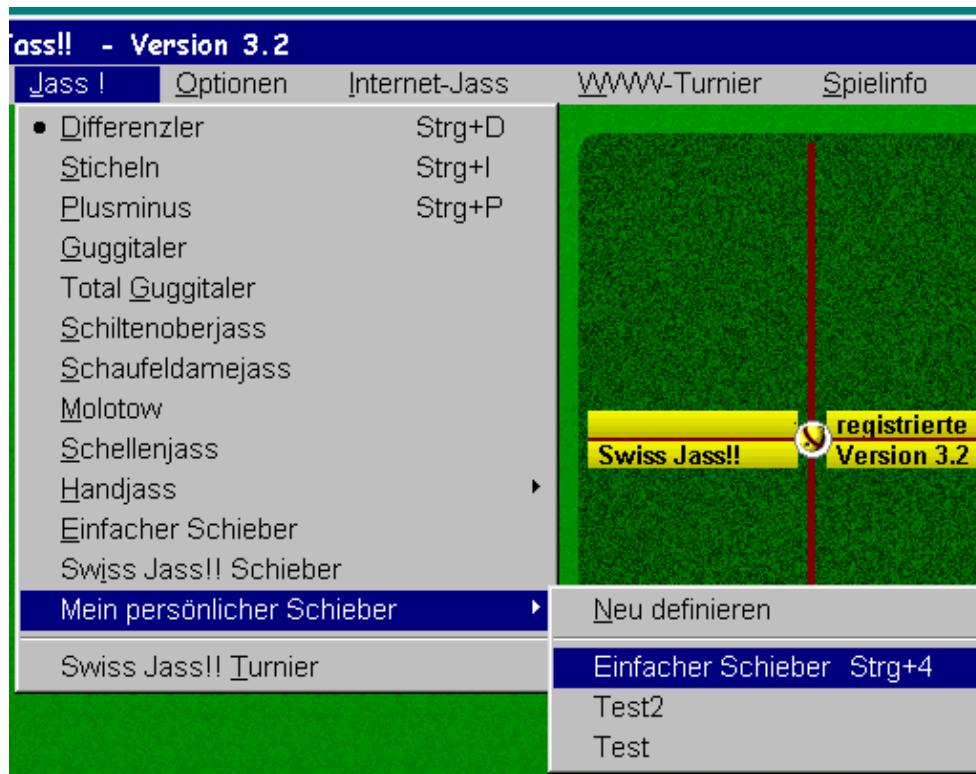 Jass!! - Version 3.2
Jass ! Optionen Internet-Jass WWW-Turnier Spielinfo
Differenzler Strg+D
Sticheln Strg+I
Plusminus Strg+P
Guggitaler
Total Guggitaler
Schiltenoberjass
Schaufeldamejass
Molotow
Schellenjass
Handjass
Einfacher Schieber
Swiss Jass!! Schieber
Mein persönlicher Schieber
Swiss Jass!! Turnier
Neu definieren
Einfacher Schieber Strg+4
Test2
Test
Swiss Jass!!
registrierte
Version 3.2